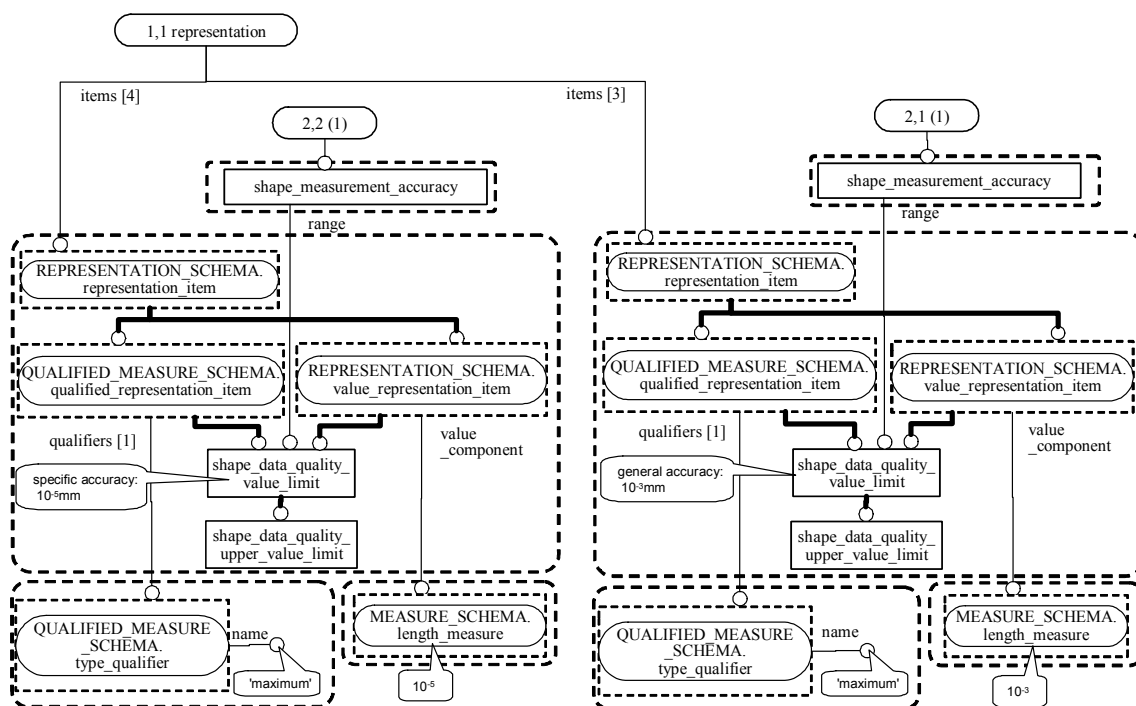 1,1 representation
items [4]
items [3]
2,2 (1)
2,1 (1)
shape_measurement_accuracy
range
REPRESENTATION_SCHEMA.
representation_item
QUALIFIED_MEASURE_SCHEMA.
qualified_representation_item
REPRESENTATION_SCHEMA.
value_representation_item
qualifiers [1]
value
_component
specific accuracy:
10-5mm
shape_data_quality_
value_limit
shape_data_quality_
upper_value_limit
QUALIFIED_MEASURE
_SCHEMA.
type_qualifier
name
'maximum'
MEASURE_SCHEMA.
length_measure
10-5
shape_measurement_accuracy
range
REPRESENTATION_SCHEMA.
representation_item
QUALIFIED_MEASURE_SCHEMA.
qualified_representation_item
REPRESENTATION_SCHEMA.
value_representation_item
qualifiers [1]
value
_component
general accuracy:
10-3mm
shape_data_quality_
value_limit
shape_data_quality_
upper_value_limit
QUALIFIED_MEASURE
_SCHEMA.
type_qualifier
name
'maximum'
MEASURE_SCHEMA.
length_measure
10-3